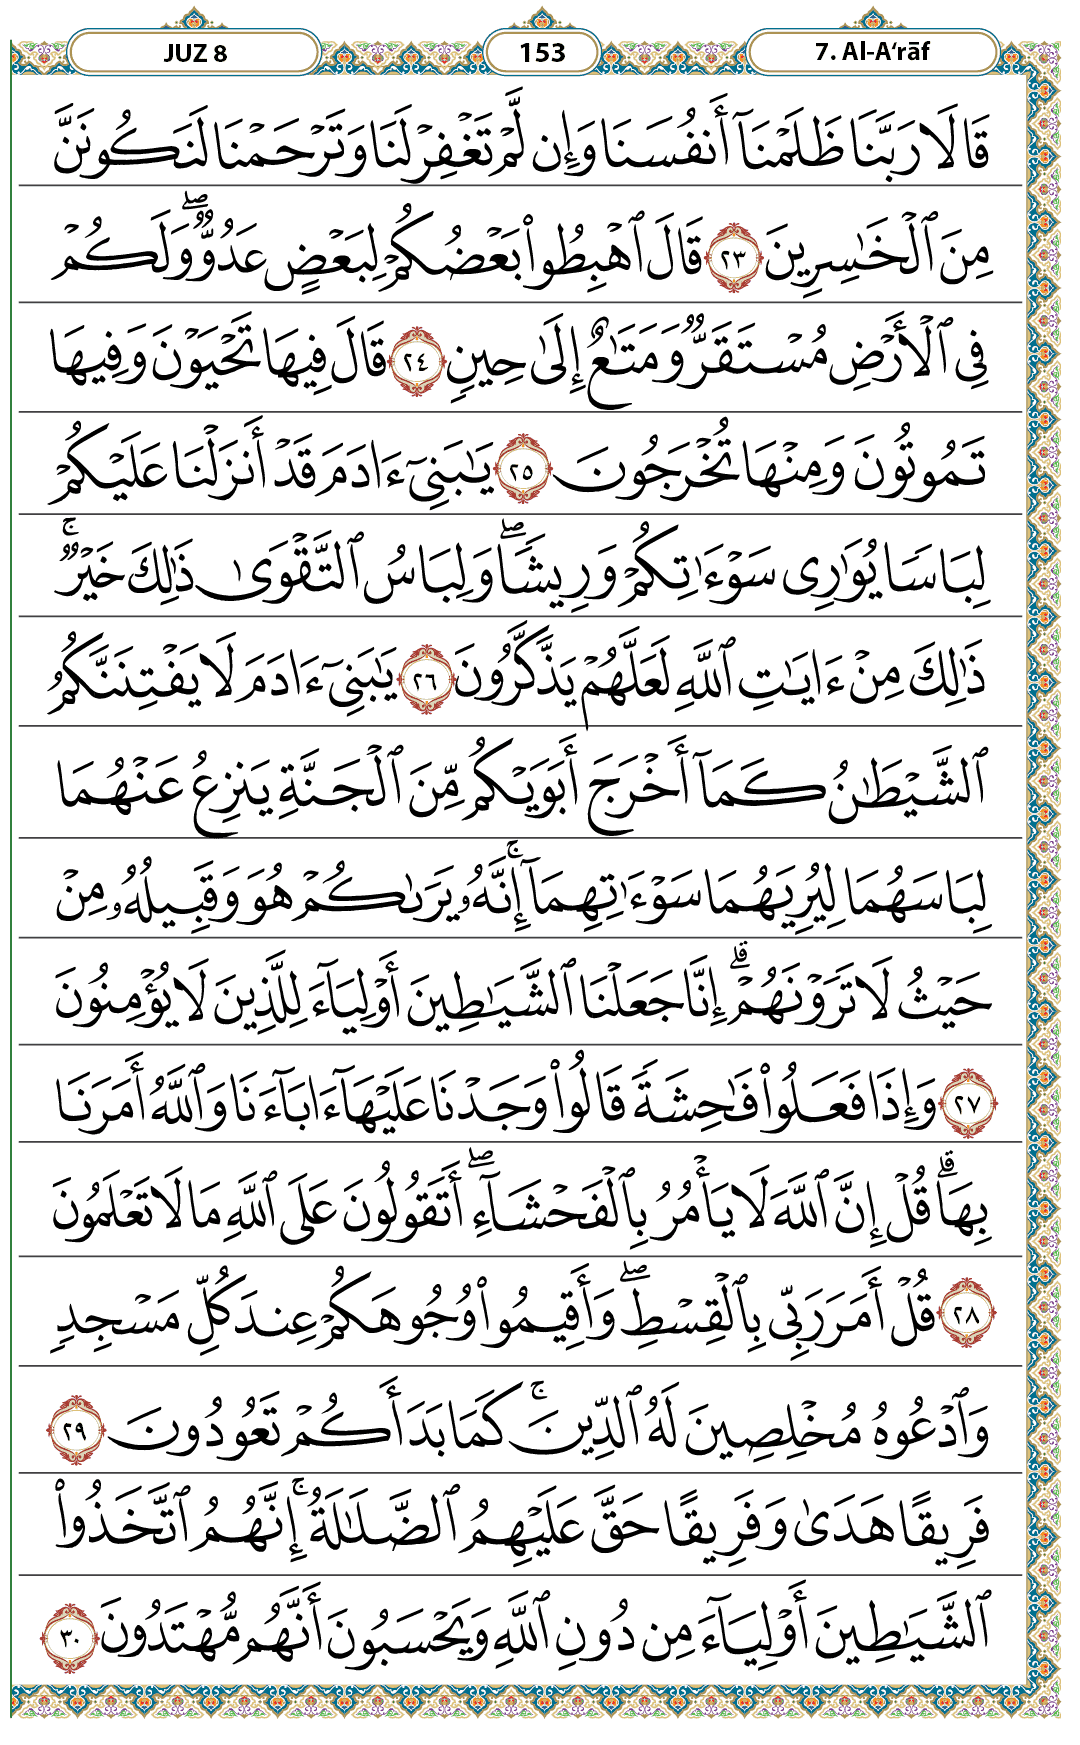 JUZ 8
153
7. Al-A‘rāf
قَالَا رَبَّنَا ظَلَمْنَآ أَنفُسَنَا وَإِن لَّمْ تَغْفِرْ لَنَا وَتَرْحَمْنَا لَنَكُونَنَّ
مِنَ ٱلْخَٰسِرِينَ ٢٣ قَالَ ٱهْبِطُوا۟ بَعْضُكُمْ لِبَعْضٍ عَدُوٌّ ۖ وَلَكُمْ
فِى ٱلْأَرْضِ مُسْتَقَرٌّ وَمَتَٰعٌ إِلَىٰ حِينٍ ٢٤ قَالَ فِيهَا تَحْيَوْنَ وَفِيهَا
تَمُوتُونَ وَمِنْهَا تُخْرَجُونَ ٢٥ يَٰبَنِىٓ ءَادَمَ قَدْ أَنزَلْنَا عَلَيْكُمْ
لِبَاسًا يُوَٰرِى سَوْءَٰتِكُمْ وَرِيشًا ۖ وَلِبَاسُ ٱلتَّقْوَىٰ ذَٰلِكَ خَيْرٌ ۚ
ذَٰلِكَ مِنْ ءَايَٰتِ ٱللَّهِ لَعَلَّهُمْ يَذَّكَّرُونَ ٢٦ يَٰبَنِىٓ ءَادَمَ لَا يَفْتِنَنَّكُمُ
ٱلشَّيْطَٰنُ كَمَآ أَخْرَجَ أَبَوَيْكُم مِّنَ ٱلْجَنَّةِ يَنزِعُ عَنْهُمَا
لِبَاسَهُمَا لِيُرِيَهُمَا سَوْءَٰتِهِمَآ ۚ إِنَّهُۥ يَرَىٰكُمْ هُوَ وَقَبِيلُهُۥ مِنْ
حَيْثُ لَا تَرَوْنَهُمْ ۗ إِنَّا جَعَلْنَا ٱلشَّيَٰطِينَ أَوْلِيَآءَ لِلَّذِينَ لَا يُؤْمِنُونَ
٢٧ وَإِذَا فَعَلُوا۟ فَٰحِشَةً قَالُوا۟ وَجَدْنَا عَلَيْهَآ ءَابَآءَنَا وَٱللَّهُ أَمَرَنَا
بِهَا ۗ قُلْ إِنَّ ٱللَّهَ لَا يَأْمُرُ بِٱلْفَحْشَآءِ ۖ أَتَقُولُونَ عَلَى ٱللَّهِ مَا لَا تَعْلَمُونَ
٢٨ قُلْ أَمَرَ رَبِّى بِٱلْقِسْطِ ۖ وَأَقِيمُوا۟ وُجُوهَكُمْ عِندَ كُلِّ مَسْجِدٍ
وَٱدْعُوهُ مُخْلِصِينَ لَهُ ٱلدِّينَ ۚ كَمَا بَدَأَكُمْ تَعُودُونَ ٢٩
فَرِيقًا هَدَىٰ وَفَرِيقًا حَقَّ عَلَيْهِمُ ٱلضَّلَٰلَةُ ۚ إِنَّهُمُ ٱتَّخَذُوا۟
ٱلشَّيَٰطِينَ أَوْلِيَآءَ مِن دُونِ ٱللَّهِ وَيَحْسَبُونَ أَنَّهُم مُّهْتَدُونَ ٣٠